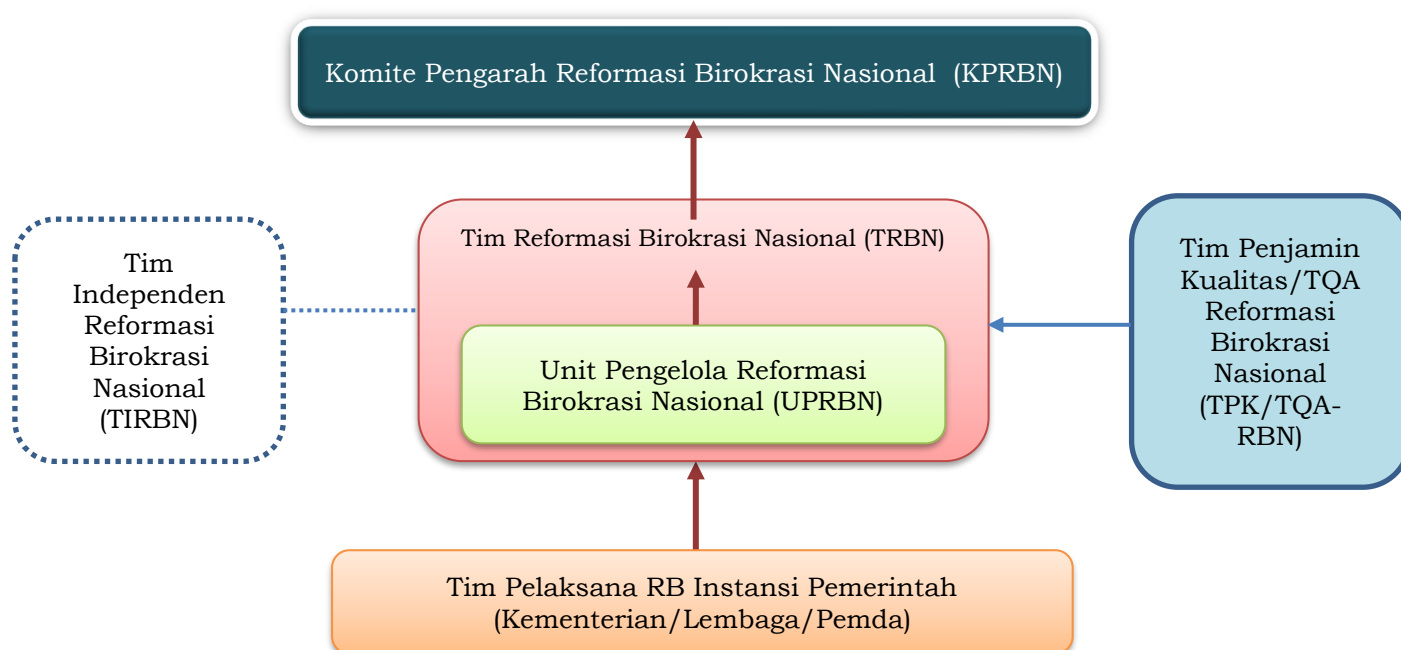 Komite Pengarah Reformasi Birokrasi Nasional (KPRBN)
Tim Reformasi Birokrasi Nasional (TRBN)
Tim
Independen
Reformasi
Birokrasi
Nasional
(TIRBN)
Unit Pengelola Reformasi
Birokrasi Nasional (UPRBN)
Tim Penjamin
Kualitas/TQA
Reformasi
Birokrasi
Nasional
(TPK/TQA-
RBN)
Tim Pelaksana RB Instansi Pemerintah
(Kementerian/Lembaga/Pemda)